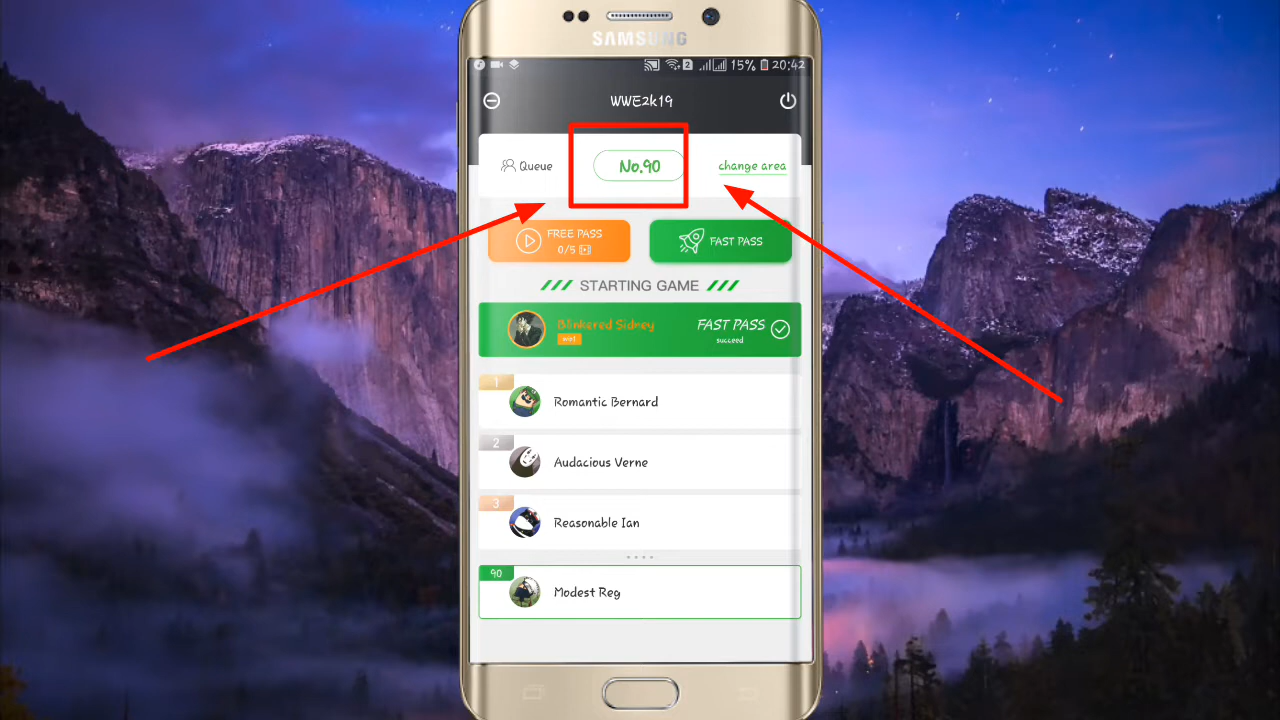 SAMSUNG
2 15% 20:42
WWE2k19
Queue
No.90
change area
FREE PASS
0/5
FAST PASS
STARTING GAME
Blinkered Sidney
FAST PASS
succeed
1
Romantic Bernard
2
Audacious Verne
3
Reasonable Ian
90
Modest Reg